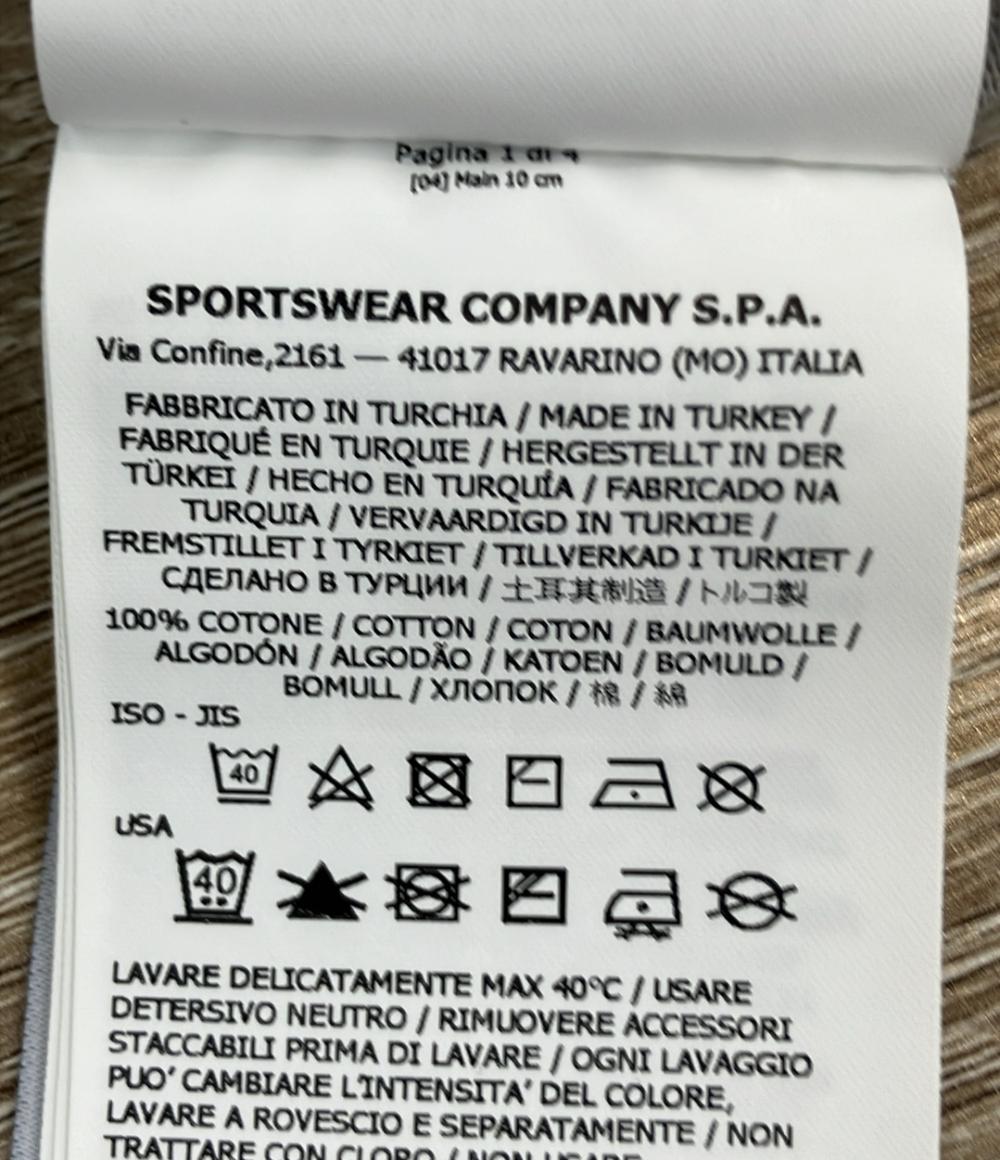 Pagina 1 di 4
[04] Main 10 cm
SPORTSWEAR COMPANY S.P.A.
Via Confine,2161 — 41017 RAVARINO (MO) ITALIA
FABBRICATO IN TURCHIA / MADE IN TURKEY /
FABRIQUÉ EN TURQUIE / HERGESTELLT IN DER
TÜRKEI / HECHO EN TURQUÍA / FABRICADO NA
TURQUIA / VERVAARDIGD IN TURKIJE /
FREMSTILLET I TYRKIET / TILLVERKAD I TURKIET /
СДЕЛАНО В ТУРЦИИ / 土耳其制造 / トルコ製
100% COTONE / COTTON / COTON / BAUMWOLLE /
ALGODÓN / ALGODÃO / KATOEN / BOMULD /
BOMULL / ХЛОПОК / 棉 / 綿
ISO - JIS
40
USA
40
LAVARE DELICATAMENTE MAX 40°C / USARE
DETERSIVO NEUTRO / RIMUOVERE ACCESSORI
STACCABILI PRIMA DI LAVARE / OGNI LAVAGGIO
PUO' CAMBIARE L'INTENSITA' DEL COLORE,
LAVARE A ROVESCIO E SEPARATAMENTE / NON
TRATTARE CON CLORO / NON USARE